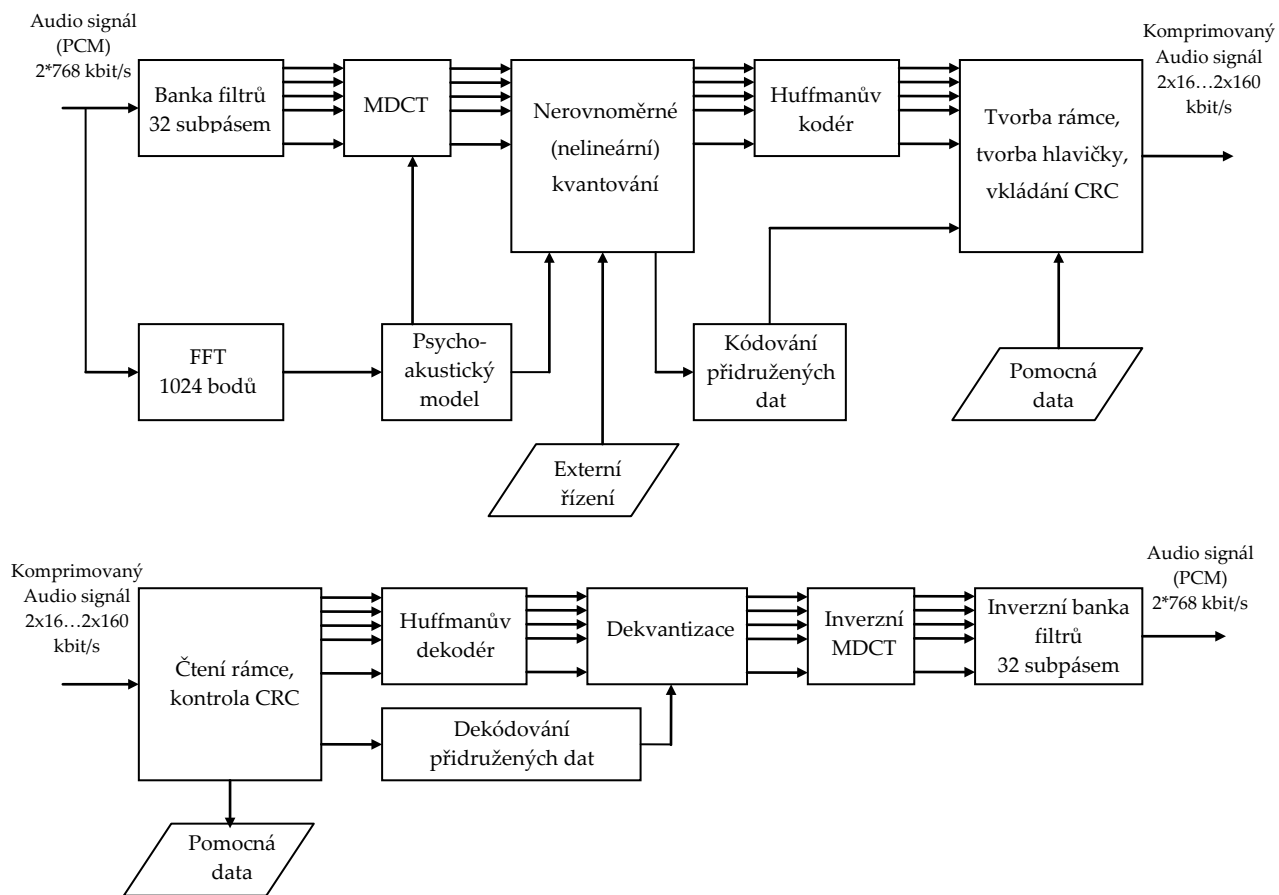 Audio signál
(PCM)
2*768 kbit/s
Banka filtrů
32 subpásem
MDCT
Nerovnoměrné
(nelineární)
kvantování
Huffmanův
kodér
Tvorba rámce,
tvorba hlavičky,
vkládání CRC
Komprimovaný
Audio signál
2x16…2x160
kbit/s
FFT
1024 bodů
Psycho-
akustický
model
Kódování
přidružených
dat
Pomocná
data
Externí
řízení
Komprimovaný
Audio signál
2x16…2x160
kbit/s
Čtení rámce,
kontrola CRC
Huffmanův
dekodér
Dekvantizace
Inverzní
MDCT
Inverzní banka
filtrů
32 subpásem
Audio signál
(PCM)
2*768 kbit/s
Dekódování
přidružených dat
Pomocná
data